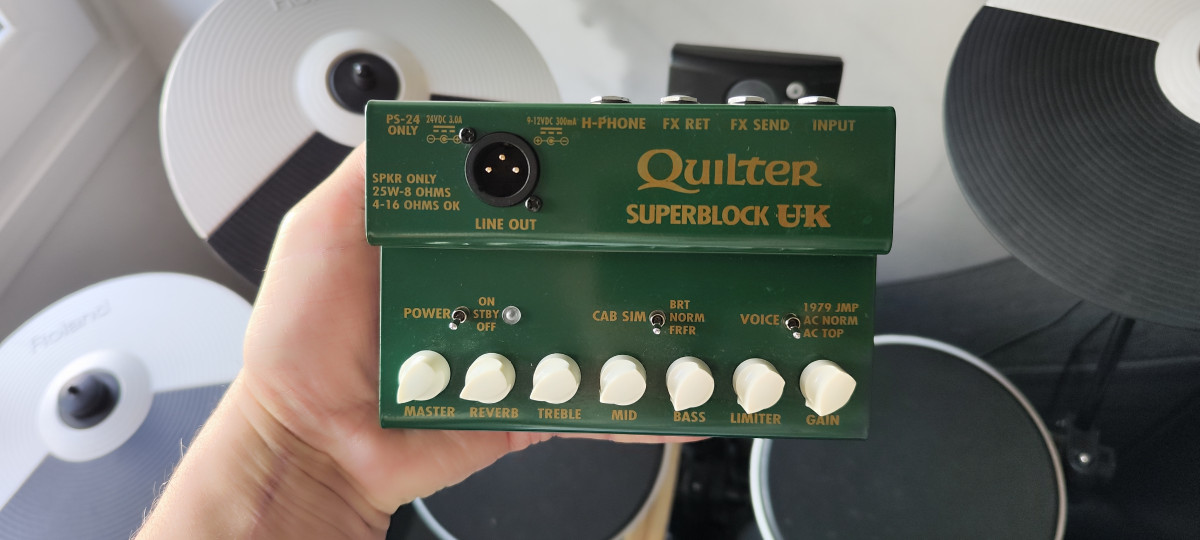 PS-24
ONLY
24VDC 3.0A
9-12VDC 300mA
H-PHONE
FX RET
FX SEND
INPUT
SPKR ONLY
25W-8 OHMS
4-16 OHMS OK
LINE OUT
QUILTER
SUPERBLOCK UK
POWER
ON
STBY
OFF
CAB SIM
BRT
NORM
FRFR
VOICE
1979 JMP
AC NORM
AC TOP
MASTER
REVERB
TREBLE
MID
BASS
LIMITER
GAIN
Roland